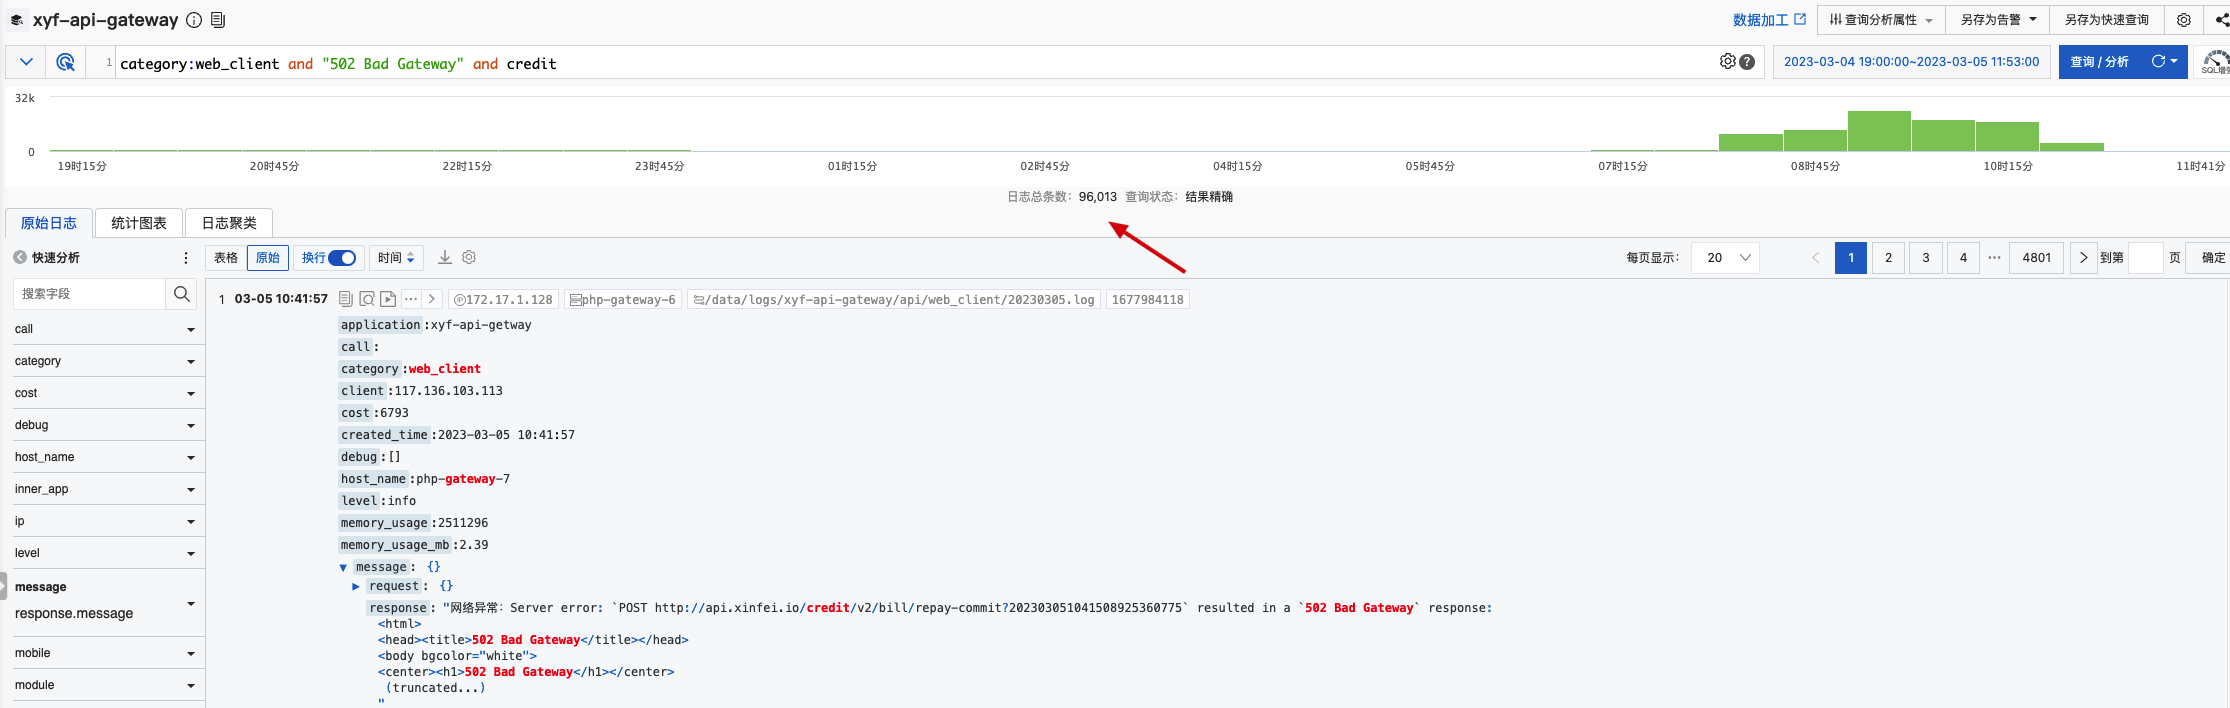 xyf-api-gateway
数据加工
查询分析属性
另存为告警
另存为快速查询
1 category:web_client and "502 Bad Gateway" and credit
2023-03-04 19:00:00~2023-03-05 11:53:00
查询 / 分析
SQL增强
32k
0
19时15分 20时45分 22时15分 23时45分 01时15分 02时45分 04时15分 05时45分 07时15分 08时45分 10时15分 11时41分
日志总条数: 96,013 查询状态: 结果精确
原始日志 统计图表 日志聚类
快速分析
表格 原始 换行 时间
每页显示: 20 1 2 3 4 ··· 4801 到第 页 确定
搜索字段
call
category
cost
debug
host_name
inner_app
ip
level
message
response.message
mobile
module
1 03-05 10:41:57 ··· 172.17.1.128 php-gateway-6 /data/logs/xyf-api-gateway/api/web_client/20230305.log 1677984118
application:xyf-api-getway
call:
category:web_client
client:117.136.103.113
cost:6793
created_time:2023-03-05 10:41:57
debug:[]
host_name:php-gateway-7
level:info
memory_usage:2511296
memory_usage_mb:2.39
message: {}
request: {}
response: "网络异常: Server error: `POST http://api.xinfei.io/credit/v2/bill/repay-commit?202303051041508925360775` resulted in a `502 Bad Gateway` response:
<html>
<head><title>502 Bad Gateway</title></head>
<body bgcolor="white">
<center><h1>502 Bad Gateway</h1></center>
(truncated...)
"